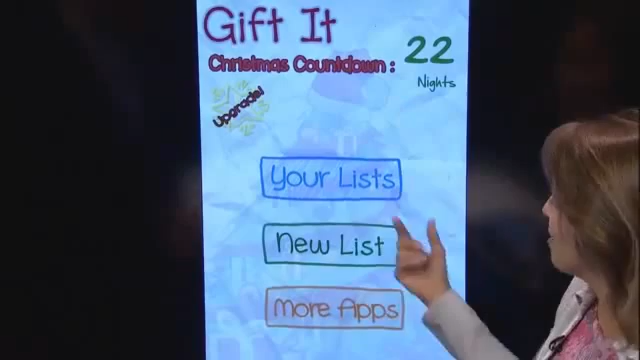 Gift It
Christmas Countdown :
22
Nights
Upgrade!
Your Lists
New List
More Apps